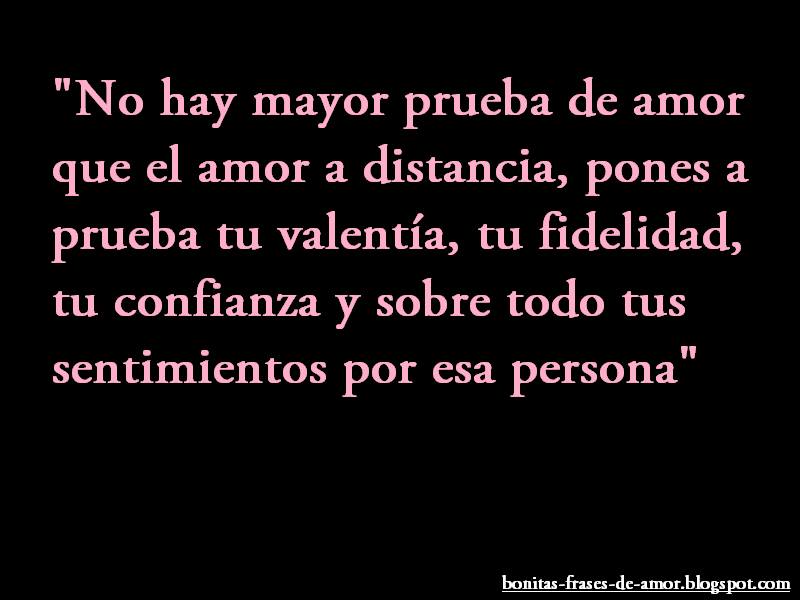 "No hay mayor prueba de amor
que el amor a distancia, pones a
prueba tu valentía, tu fidelidad,
tu confianza y sobre todo tus
sentimientos por esa persona"
bonitas-frases-de-amor.blogspot.com